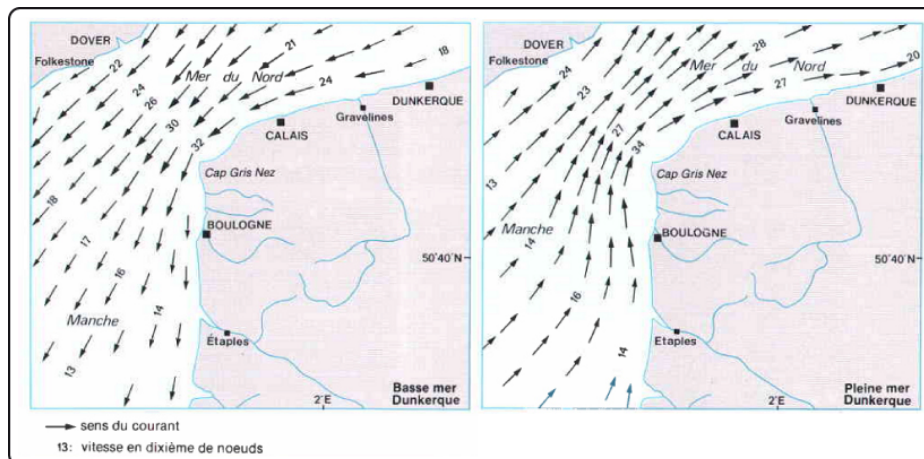 DOVER
Folkestone
22
24
26
30
32
21
24
18
Mer du Nord
DUNKERQUE
Gravelines
CALAIS
Cap Gris Nez
18
BOULOGNE
17
16
14
50°40'N
Manche
13
Étaples
Basse mer
Dunkerque
2°E
DOVER
Folkestone
24
23
27
34
28
27
20
Mer du Nord
DUNKERQUE
Gravelines
CALAIS
Cap Gris Nez
13
Manche
14
BOULOGNE
50°40'N
16
14
Etaples
Pleine mer
Dunkerque
2°E
sens du courant
13: vitesse en dixième de noeuds